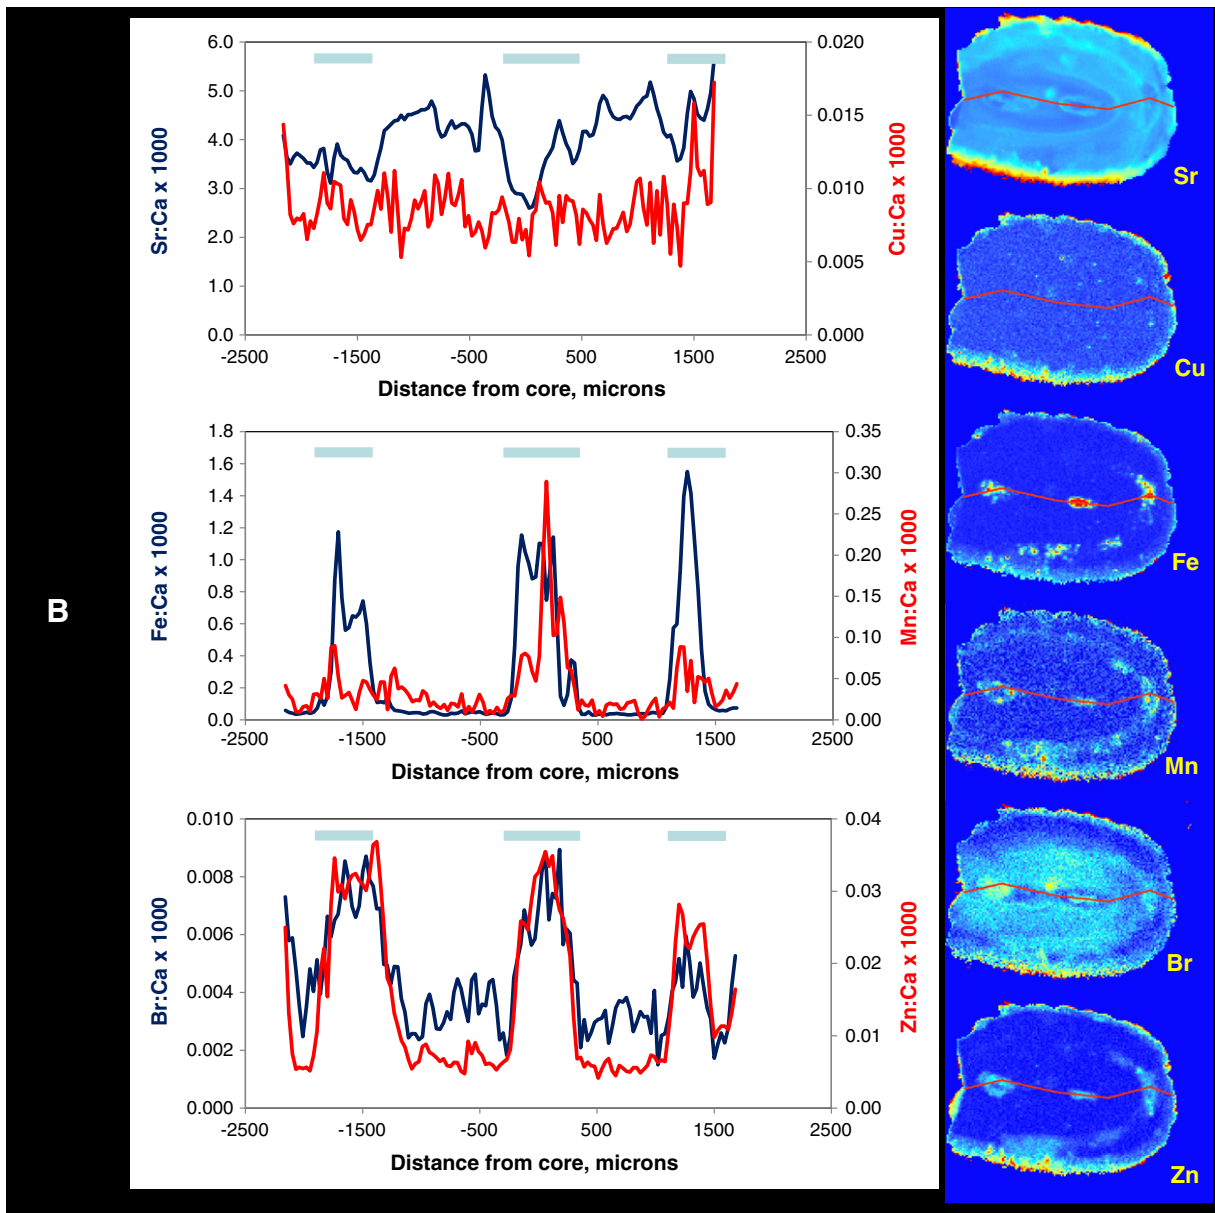 B
6.0
5.0
4.0
3.0
2.0
1.0
0.0
Sr:Ca x 1000
0.020
0.015
0.010
0.005
0.000
Cu:Ca x 1000
-2500 -1500 -500 500 1500 2500
Distance from core, microns
1.8
1.6
1.4
1.2
1.0
0.8
0.6
0.4
0.2
0.0
Fe:Ca x 1000
0.35
0.30
0.25
0.20
0.15
0.10
0.05
0.00
Mn:Ca x 1000
-2500 -1500 -500 500 1500 2500
Distance from core, microns
0.010
0.008
0.006
0.004
0.002
0.000
Br:Ca x 1000
0.04
0.03
0.02
0.01
0.00
Zn:Ca x 1000
-2500 -1500 -500 500 1500 2500
Distance from core, microns
Sr
Cu
Fe
Mn
Br
Zn